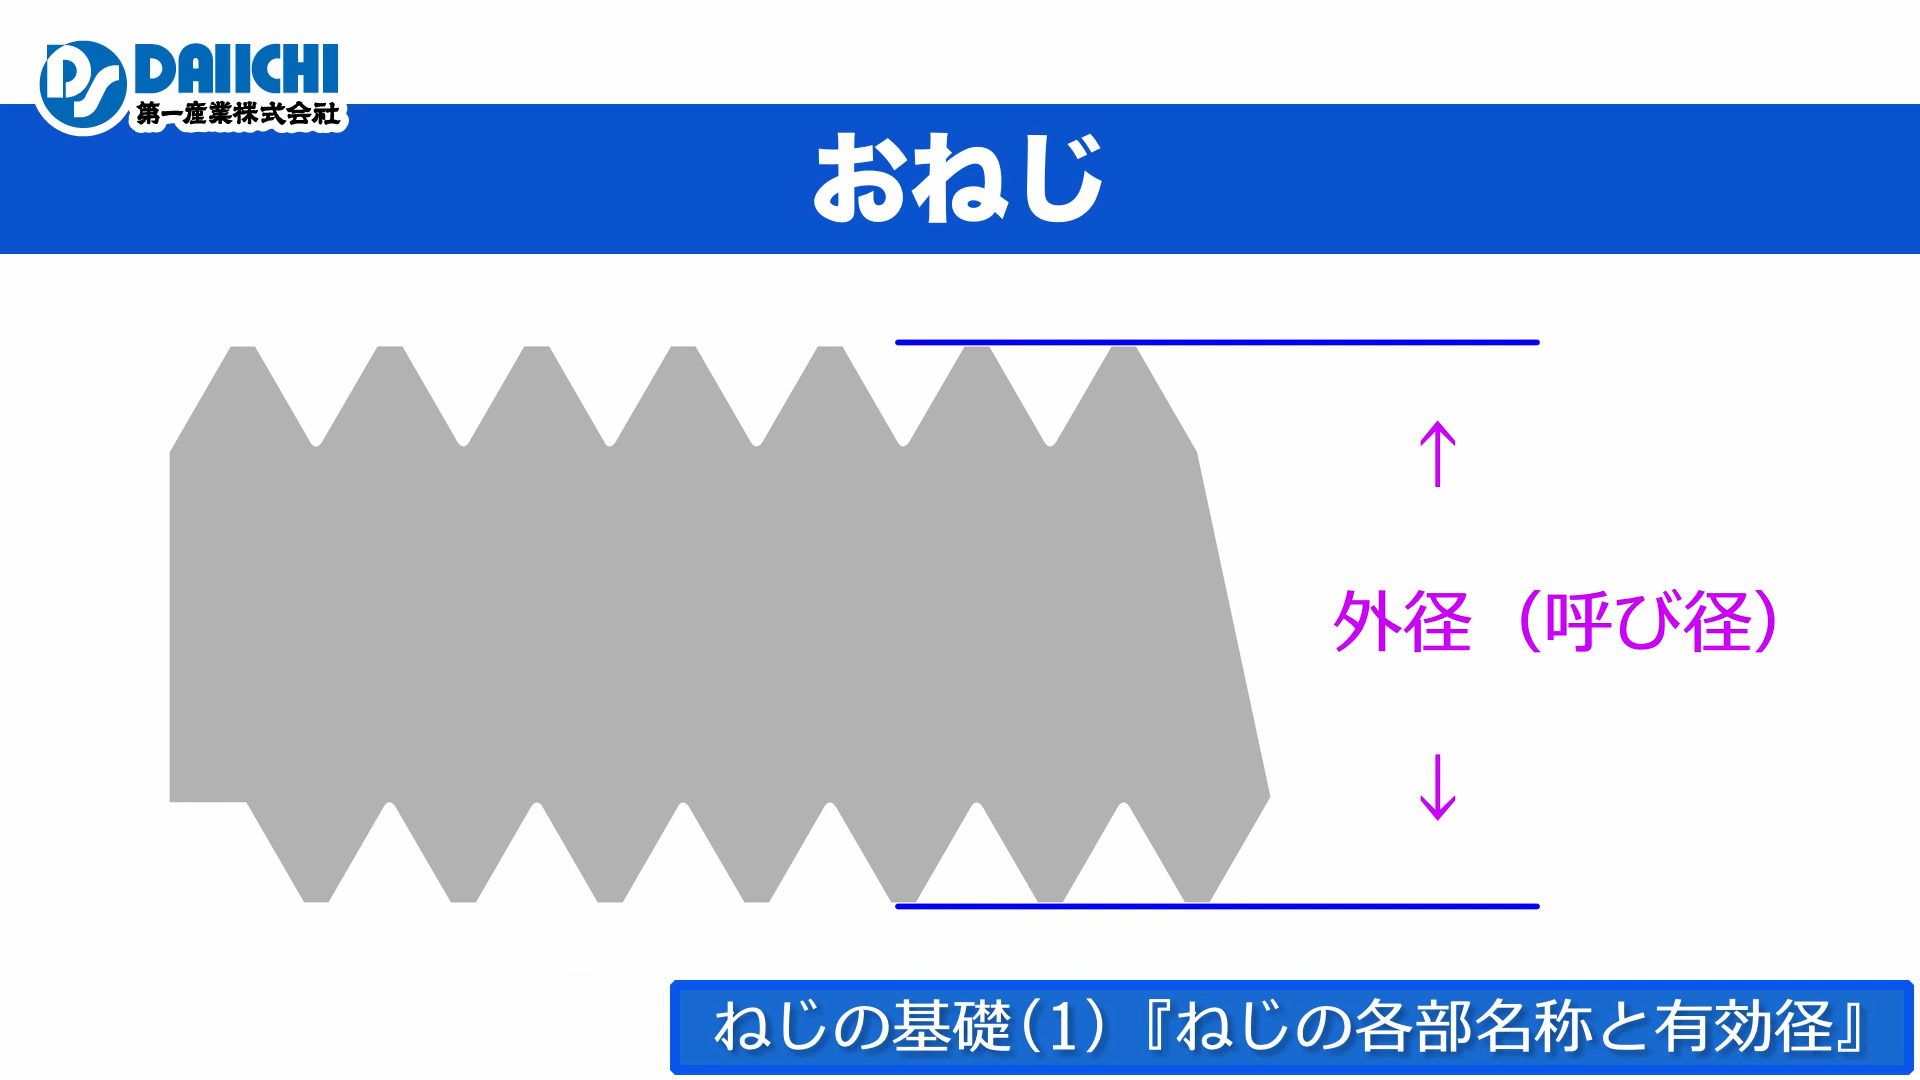 DAIICHI
第一産業株式会社
おねじ
↑
外径（呼び径）
↓
ねじの基礎(1)『ねじの各部名称と有効径』